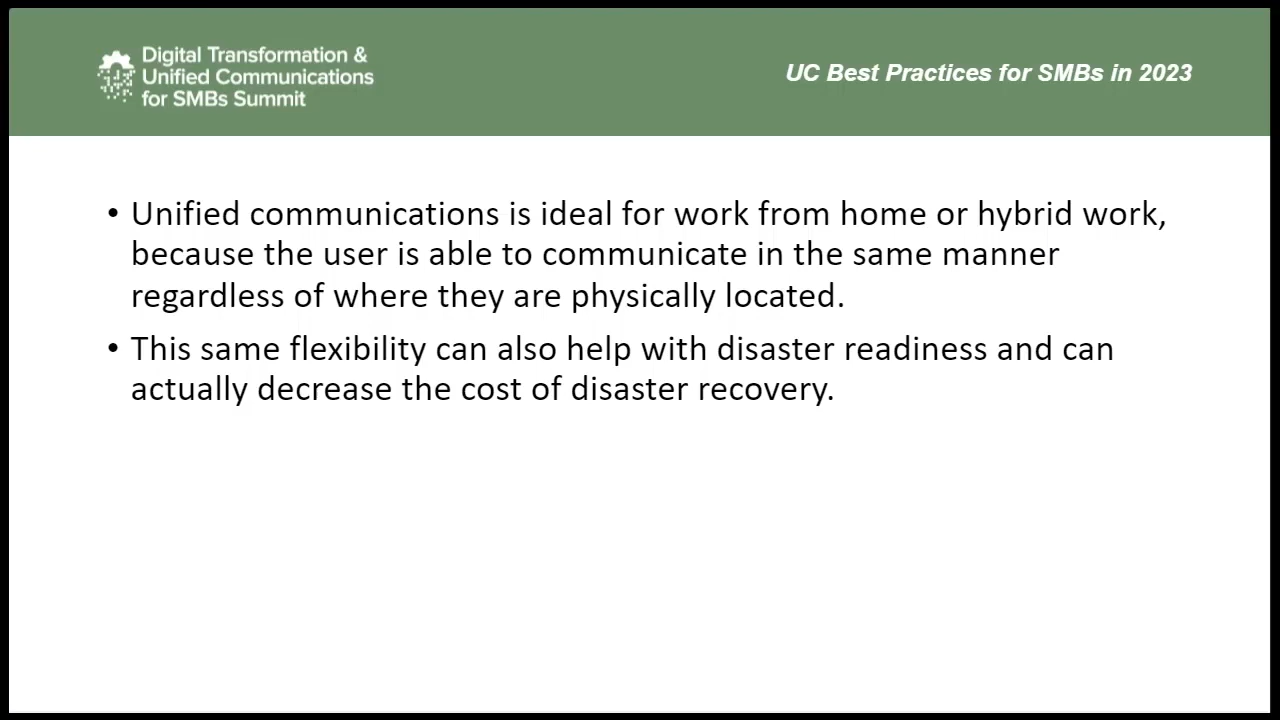 Digital Transformation &
Unified Communications
for SMBs Summit
UC Best Practices for SMBs in 2023
• Unified communications is ideal for work from home or hybrid work,
because the user is able to communicate in the same manner
regardless of where they are physically located.
• This same flexibility can also help with disaster readiness and can
actually decrease the cost of disaster recovery.